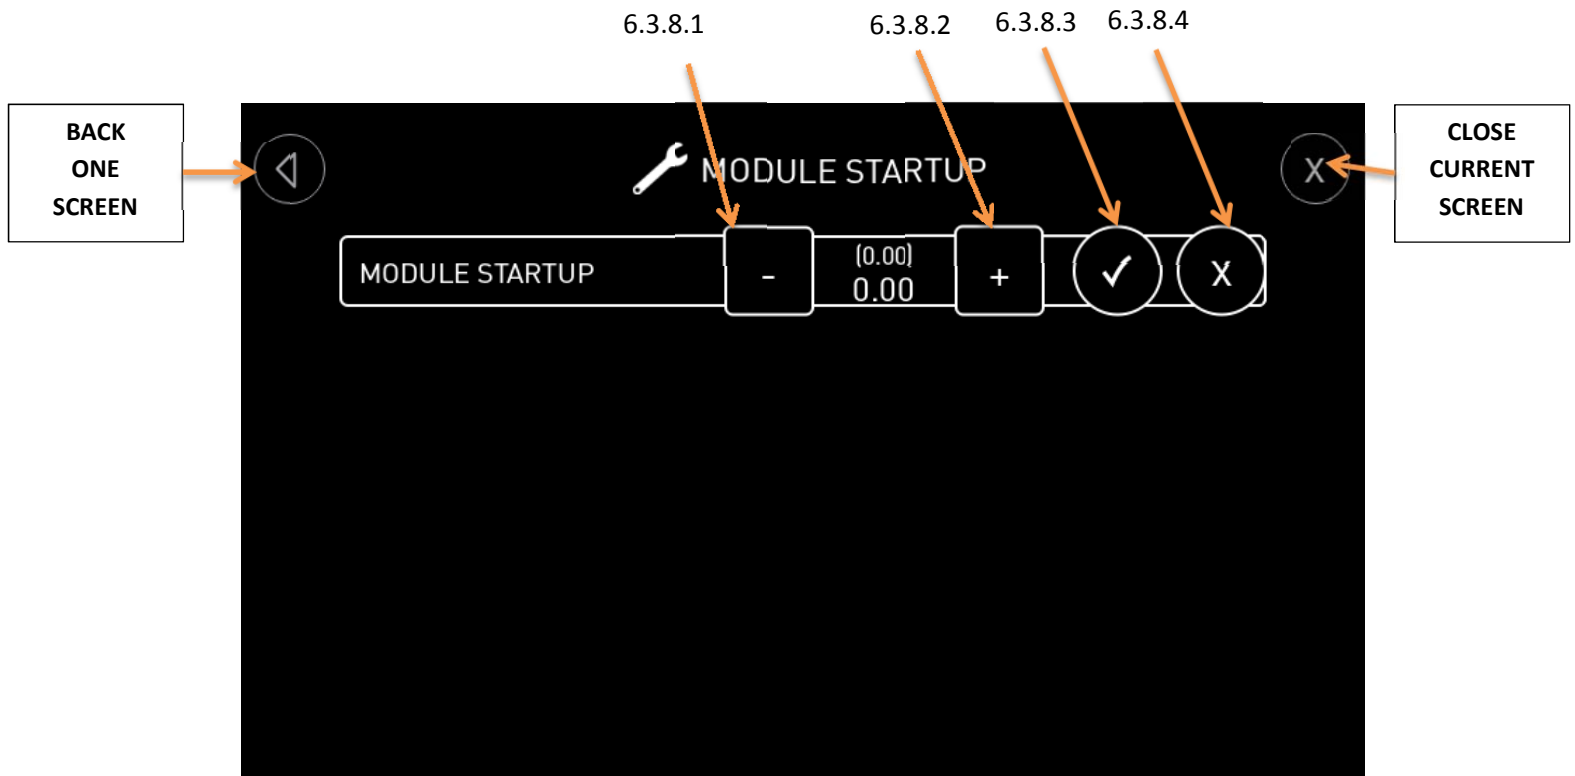 6.3.8.1
6.3.8.2
6.3.8.3
6.3.8.4
BACK
ONE
SCREEN
MODULE STARTUP
X
CLOSE
CURRENT
SCREEN
MODULE STARTUP
-
(0.00)
0.00
+
✓
X